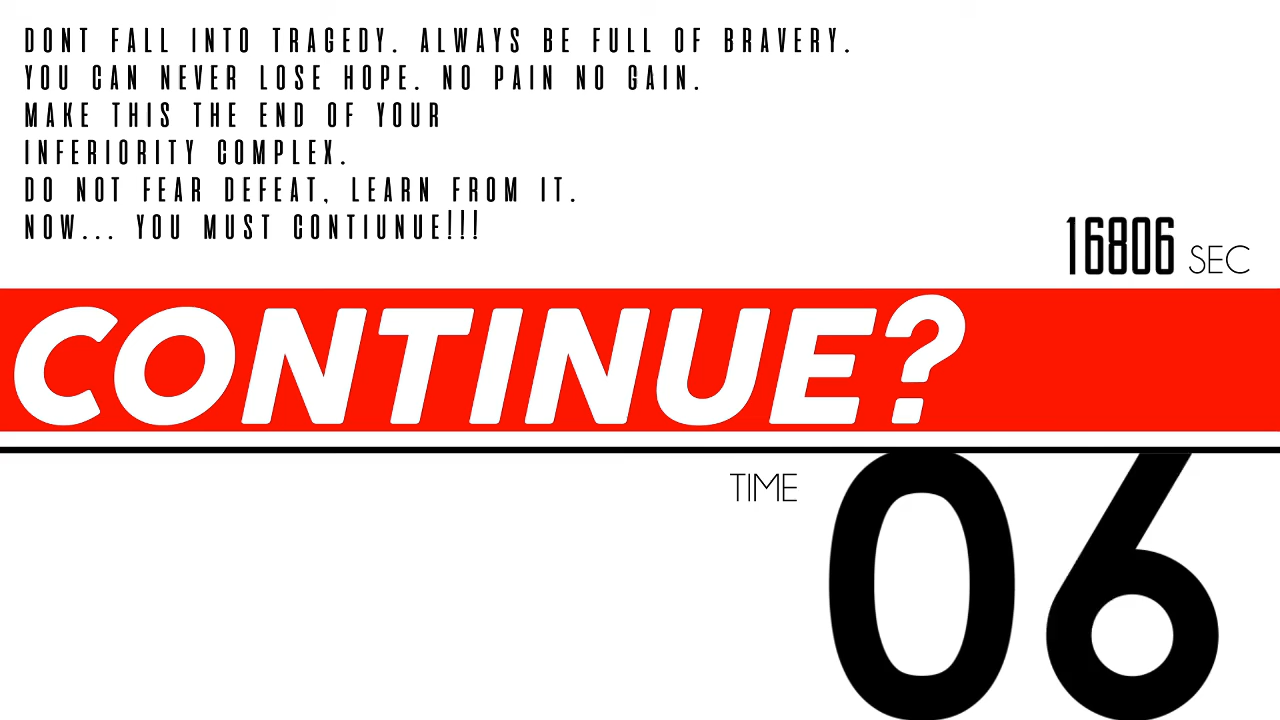 DONT FALL INTO TRAGEDY. ALWAYS BE FULL OF BRAVERY.
YOU CAN NEVER LOSE HOPE. NO PAIN NO GAIN.
MAKE THIS THE END OF YOUR
INFERIORITY COMPLEX.
DO NOT FEAR DEFEAT, LEARN FROM IT.
NOW... YOU MUST CONTIUNUE!!!
16806 SEC
CONTINUE?
TIME 06